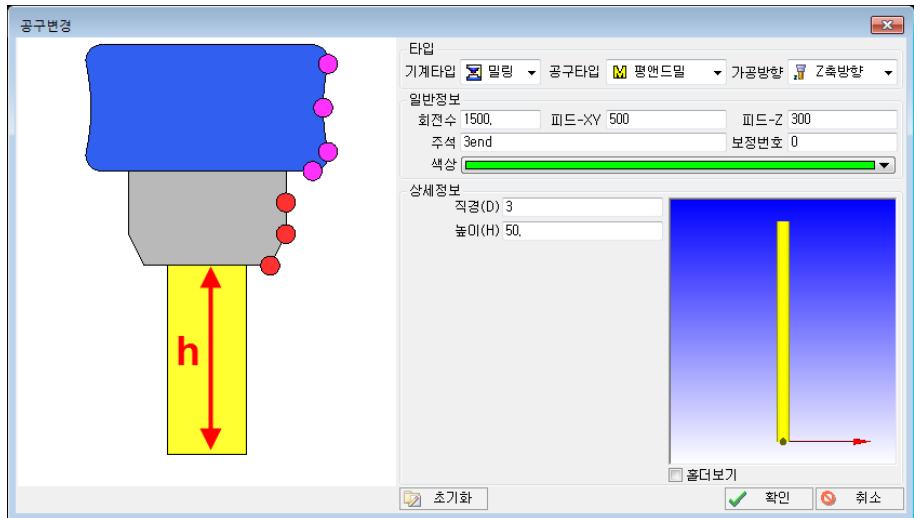 공구변경
타입
기계타입 밀링 공구타입 M 평앤드밀 가공방향 Z축방향
일반정보
회전수 1500, 피드-XY 500 피드-Z 300
주석 3end 보정번호 0
색상
상세정보
직경(D) 3
높이(H) 50,
h
홀더보기
초기화 확인 취소